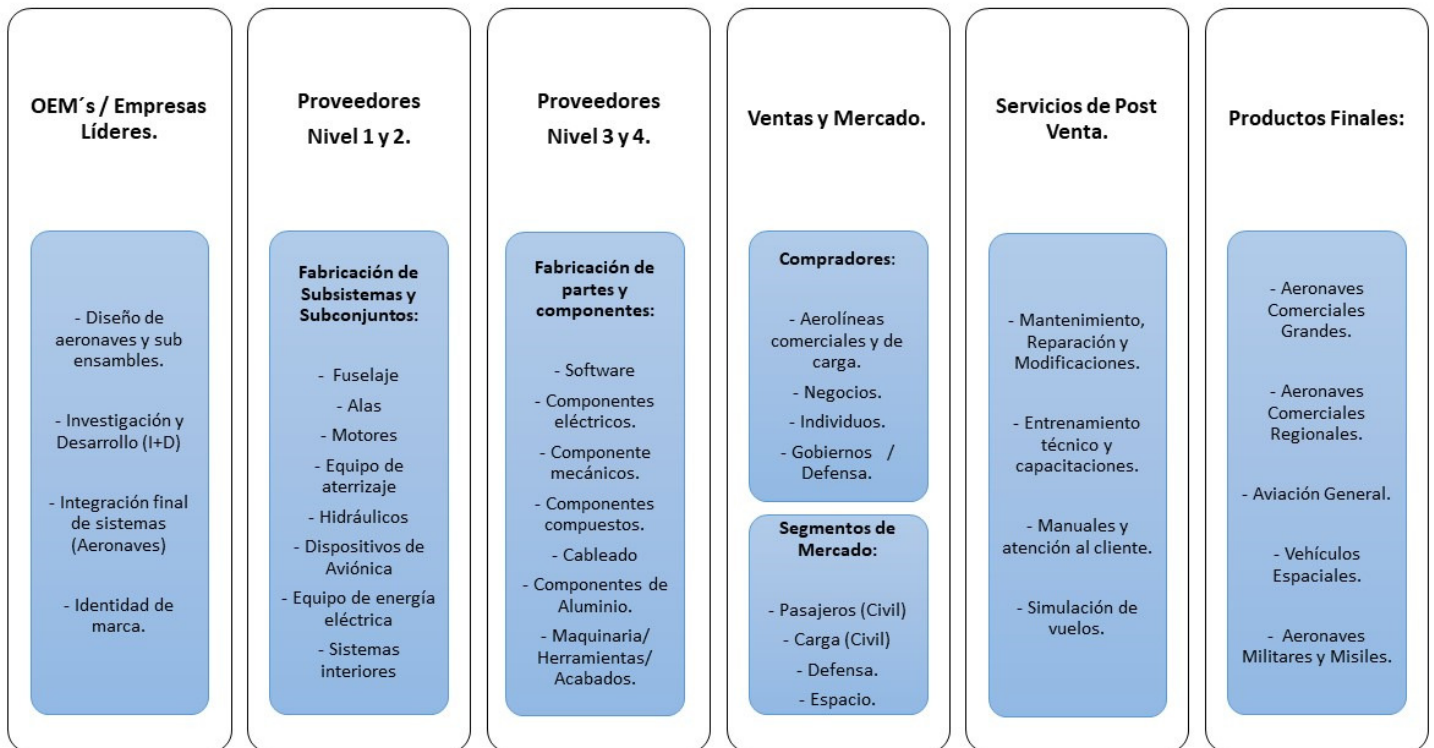 OEM´s / Empresas
Líderes.
- Diseño de
aeronaves y sub
ensambles.
- Investigación y
Desarrollo (I+D)
- Integración final
de sistemas
(Aeronaves)
- Identidad de
marca.
Proveedores
Nivel 1 y 2.
Fabricación de
Subsistemas y
Subconjuntos:
- Fuselaje
- Alas
- Motores
- Equipo de
aterrizaje
- Hidráulicos
- Dispositivos de
Aviónica
- Equipo de energía
eléctrica
- Sistemas
interiores
Proveedores
Nivel 3 y 4.
Fabricación de
partes y
componentes:
- Software
- Componentes
eléctricos.
- Componente
mecánicos.
- Componentes
compuestos.
- Cableado
- Componentes de
Aluminio.
- Maquinaria/
Herramientas/
Acabados.
Ventas y Mercado.
Compradores:
- Aerolíneas
comerciales y de
carga.
- Negocios.
- Individuos.
- Gobiernos /
Defensa.
Segmentos de
Mercado:
- Pasajeros (Civil)
- Carga (Civil)
- Defensa.
- Espacio.
Servicios de Post
Venta.
- Mantenimiento,
Reparación y
Modificaciones.
- Entrenamiento
técnico y
capacitaciones.
- Manuales y
atención al cliente.
- Simulación de
vuelos.
Productos Finales:
- Aeronaves
Comerciales
Grandes.
- Aeronaves
Comerciales
Regionales.
- Aviación General.
- Vehículos
Espaciales.
- Aeronaves
Militares y Misiles.